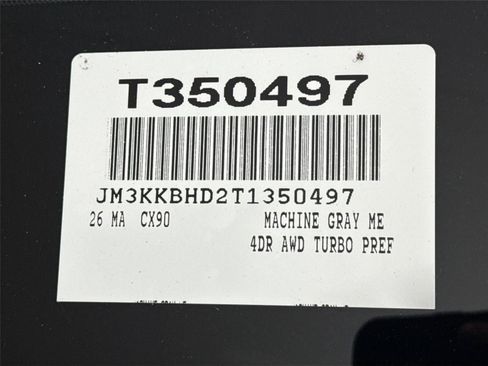 T350497
JM3KKBHD2T1350497
26 MA CX90 MACHINE GRAY ME
4DR AWD TURBO PREF